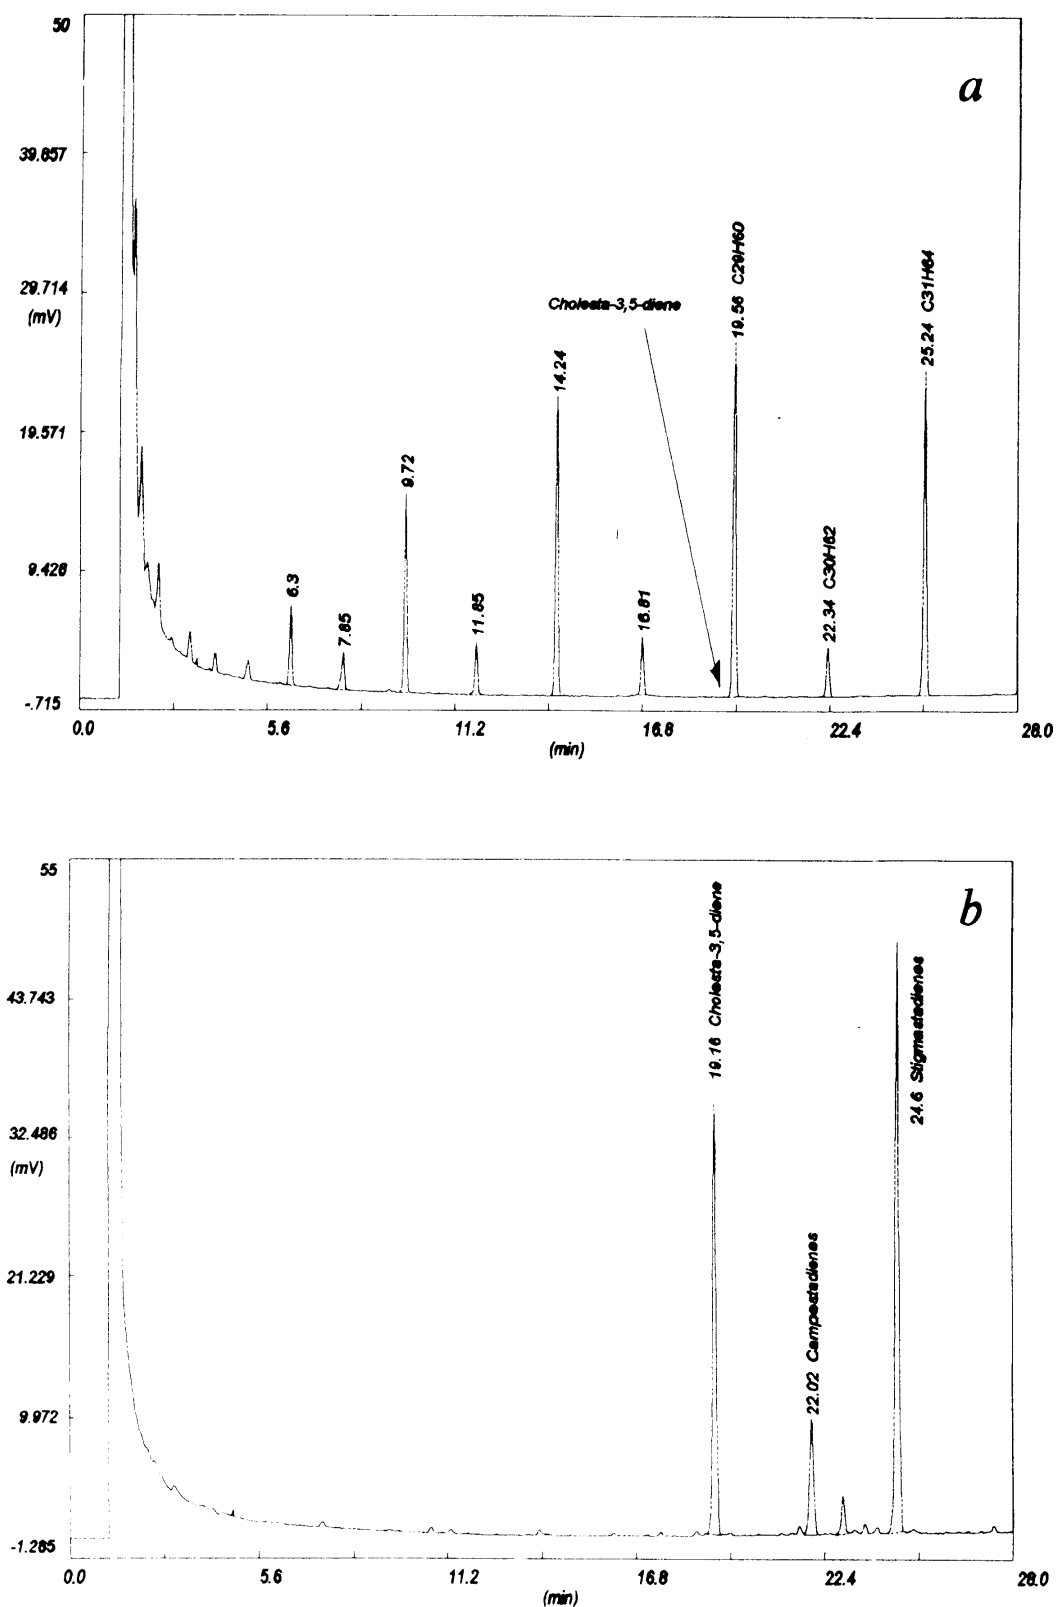 50
a
39.857
29.714
(mV)
19.571
9.428
-.715
Cholesta-3,5-diene
6.3
7.85
9.72
11.85
14.24
16.81
19.56 C29H60
22.34 C30H62
25.24 C31H64
0.0 5.6 11.2 16.8 22.4 28.0
(min)
55
b
43.743
32.486
(mV)
21.229
9.972
-1.285
19.16 Cholesta-3,5-diene
22.02 Campestadienes
24.6 Stigmastadienes
0.0 5.6 11.2 16.8 22.4 28.0
(min)